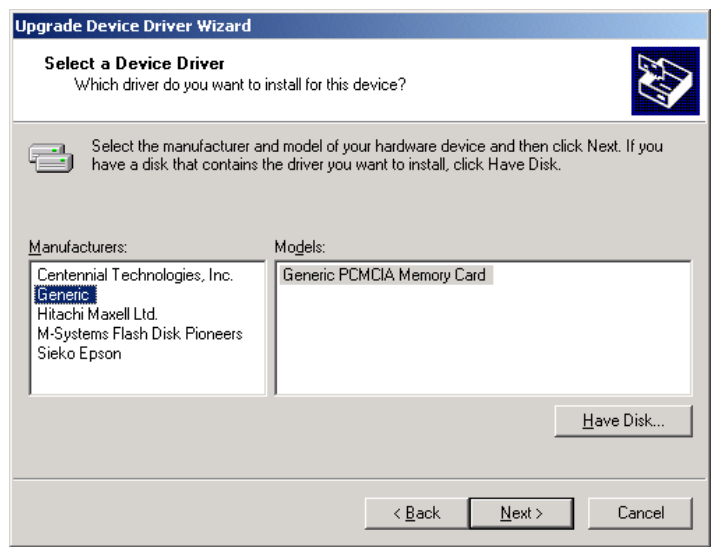 Upgrade Device Driver Wizard
Select a Device Driver
Which driver do you want to install for this device?
Select the manufacturer and model of your hardware device and then click Next. If you
have a disk that contains the driver you want to install, click Have Disk.
Manufacturers:
Models:
Centennial Technologies, Inc.
Generic
Hitachi Maxell Ltd.
M-Systems Flash Disk Pioneers
Sieko Epson
Generic PCMCIA Memory Card
Have Disk...
< Back
Next >
Cancel